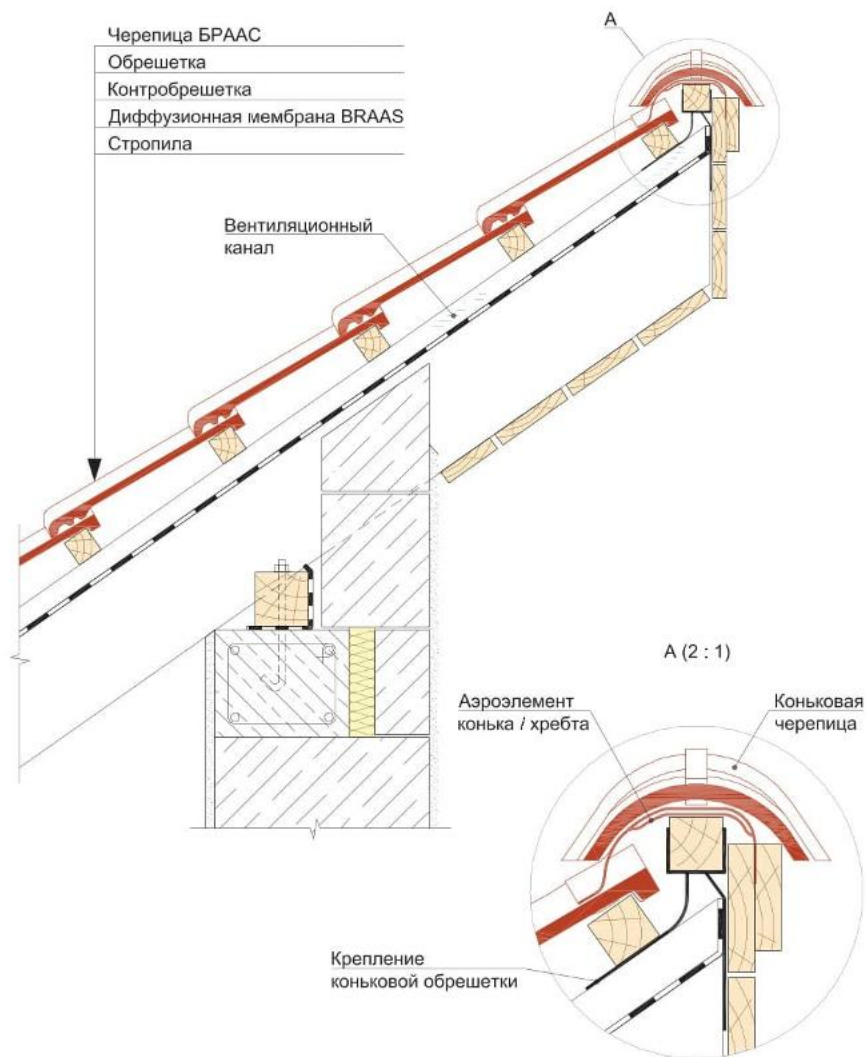 Черепица БРААС
Обрешетка
Контробрешетка
Диффузионная мембрана BRAAS
Стропила
А
Вентиляционный
канал
А (2 : 1)
Аэроэлемент
конька / хребта
Коньковая
черепица
Крепление
коньковой обрешетки